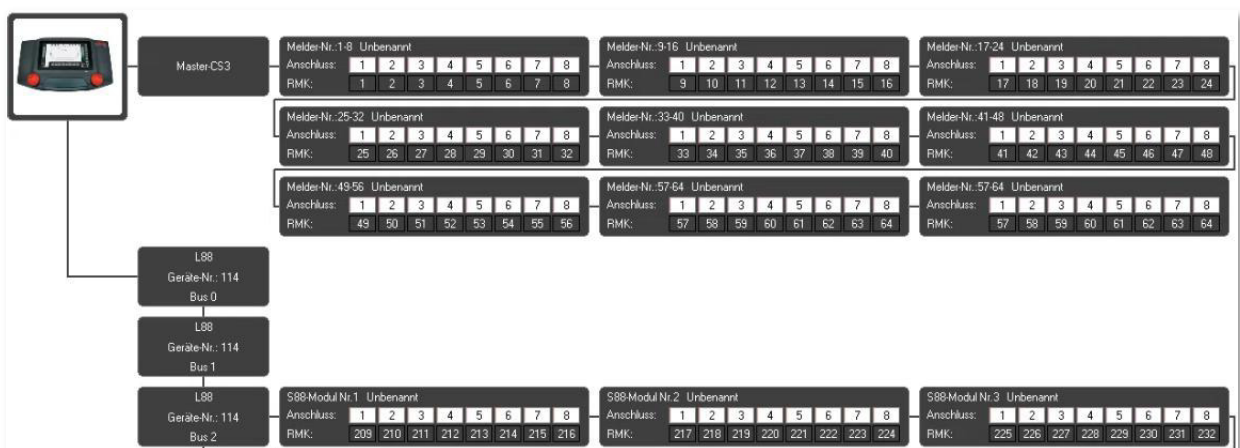 Master-CS3
Melder-Nr.:1-8 Unbenannt
Anschluss: 1 2 3 4 5 6 7 8
RMK: 1 2 3 4 5 6 7 8
Melder-Nr.:9-16 Unbenannt
Anschluss: 1 2 3 4 5 6 7 8
RMK: 9 10 11 12 13 14 15 16
Melder-Nr.:17-24 Unbenannt
Anschluss: 1 2 3 4 5 6 7 8
RMK: 17 18 19 20 21 22 23 24
Melder-Nr.:25-32 Unbenannt
Anschluss: 1 2 3 4 5 6 7 8
RMK: 25 26 27 28 29 30 31 32
Melder-Nr.:33-40 Unbenannt
Anschluss: 1 2 3 4 5 6 7 8
RMK: 33 34 35 36 37 38 39 40
Melder-Nr.:41-48 Unbenannt
Anschluss: 1 2 3 4 5 6 7 8
RMK: 41 42 43 44 45 46 47 48
Melder-Nr.:49-56 Unbenannt
Anschluss: 1 2 3 4 5 6 7 8
RMK: 49 50 51 52 53 54 55 56
Melder-Nr.:57-64 Unbenannt
Anschluss: 1 2 3 4 5 6 7 8
RMK: 57 58 59 60 61 62 63 64
Melder-Nr.:57-64 Unbenannt
Anschluss: 1 2 3 4 5 6 7 8
RMK: 57 58 59 60 61 62 63 64
L88
Geräte-Nr.: 114
Bus 0
L88
Geräte-Nr.: 114
Bus 1
L88
Geräte-Nr.: 114
Bus 2
S88-Modul Nr.1 Unbenannt
Anschluss: 1 2 3 4 5 6 7 8
RMK: 209 210 211 212 213 214 215 216
S88-Modul Nr.2 Unbenannt
Anschluss: 1 2 3 4 5 6 7 8
RMK: 217 218 219 220 221 222 223 224
S88-Modul Nr.3 Unbenannt
Anschluss: 1 2 3 4 5 6 7 8
RMK: 225 226 227 228 229 230 231 232